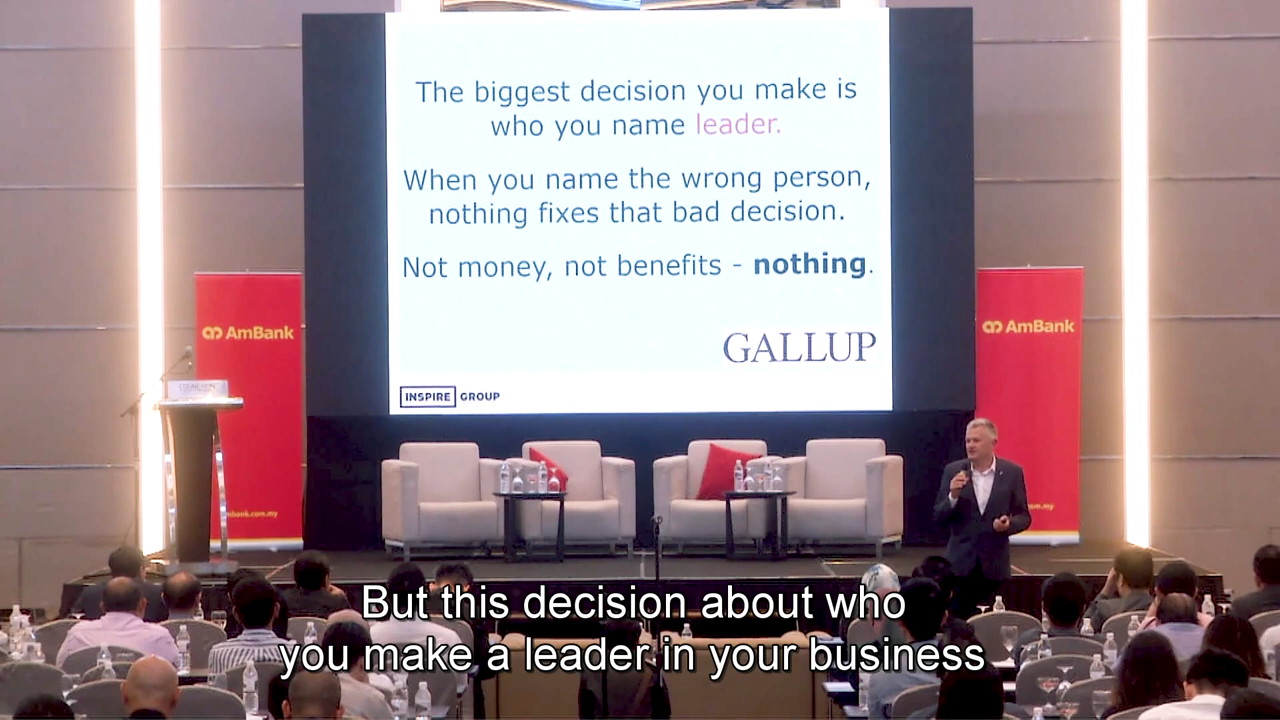 The biggest decision you make is
who you name leader.
When you name the wrong person,
nothing fixes that bad decision.
Not money, not benefits - nothing.
GALLUP
INSPIRE GROUP
AmBank
AmBank
But this decision about who
you make a leader in your business